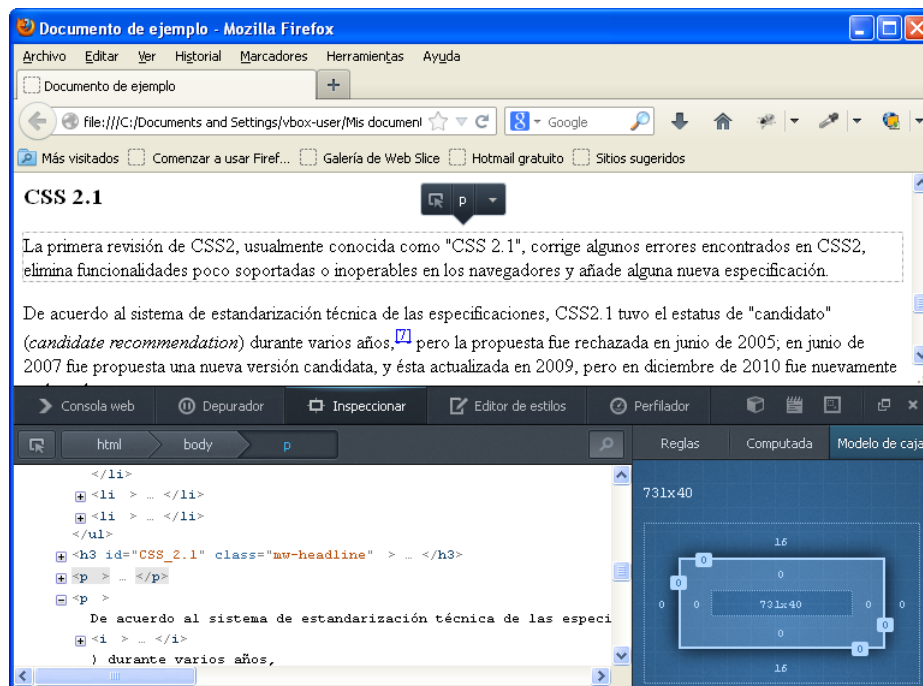 Documento de ejemplo - Mozilla Firefox
Archivo Editar Ver Historial Marcadores Herramientas Ayuda
Documento de ejemplo +
file:///C:/Documents and Settings/vbox-user/Mis document Google
Más visitados Comenzar a usar Firef... Galería de Web Slice Hotmail gratuito Sitios sugeridos
CSS 2.1
p
La primera revisión de CSS2, usualmente conocida como "CSS 2.1", corrige algunos errores encontrados en CSS2,
elimina funcionalidades poco soportadas o inoperables en los navegadores y añade alguna nueva especificación.
De acuerdo al sistema de estandarización técnica de las especificaciones, CSS2.1 tuvo el estatus de "candidato"
(candidate recommendation) durante varios años,[7] pero la propuesta fue rechazada en junio de 2005; en junio de
2007 fue propuesta una nueva versión candidata, y ésta actualizada en 2009, pero en diciembre de 2010 fue nuevamente
Consola web Depurador Inspeccionar Editor de estilos Perfilador
html body p Reglas Computada Modelo de caja
</li>
<li > … </li>
<li > … </li>
</ul>
<h3 id="CSS_2.1" class="mw-headline" > … </h3>
<p > … </p>
<p >
De acuerdo al sistema de estandarización técnica de las especi
<i > … </i>
) durante varios años,
731x40
16
0
0
0 0 0 731x40 0 0
0
0
0
16